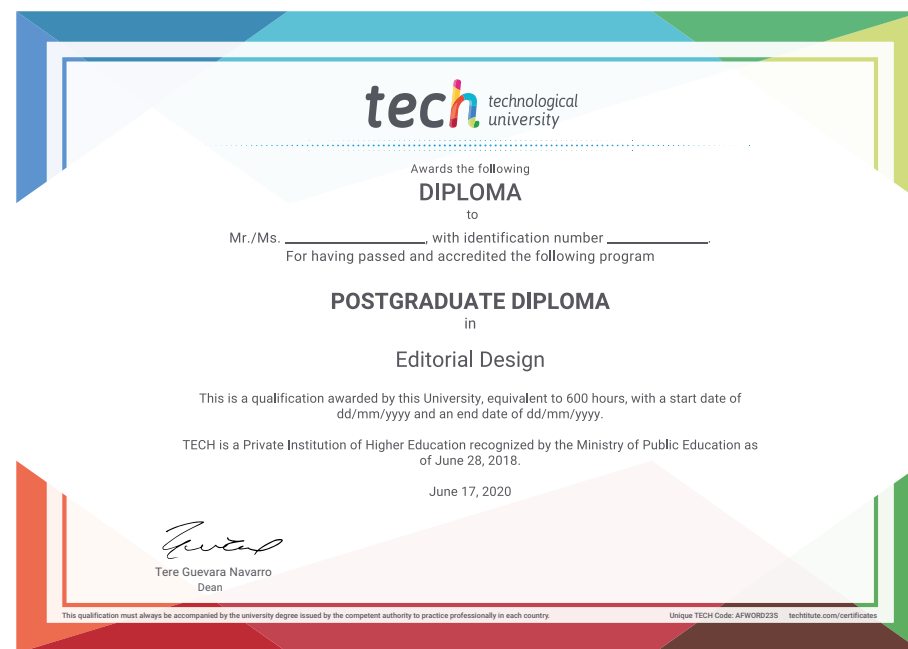 tech technological
university
Awards the following
DIPLOMA
to
Mr./Ms. ____________________, with identification number ______________.
For having passed and accredited the following program
POSTGRADUATE DIPLOMA
in
Editorial Design
This is a qualification awarded by this University, equivalent to 600 hours, with a start date of
dd/mm/yyyy and an end date of dd/mm/yyyy.
TECH is a Private Institution of Higher Education recognized by the Ministry of Public Education as
of June 28, 2018.
June 17, 2020
Tere Guevara Navarro
Dean
This qualification must always be accompanied by the university degree issued by the competent authority to practice professionally in each country. Unique TECH Code: AFWORD23S techtitute.com/certificates